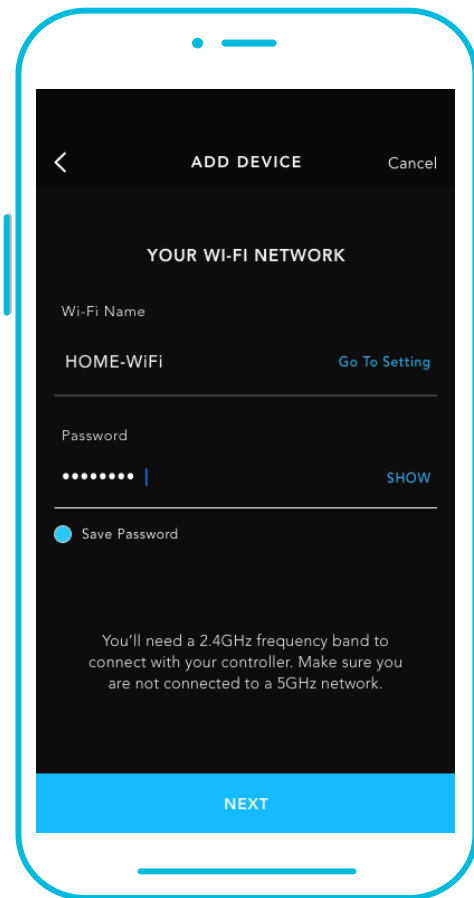 ADD DEVICE Cancel
YOUR WI-FI NETWORK
Wi-Fi Name
HOME-WiFi Go To Setting
Password
•••••••• SHOW
Save Password
You'll need a 2.4GHz frequency band to
connect with your controller. Make sure you
are not connected to a 5GHz network.
NEXT